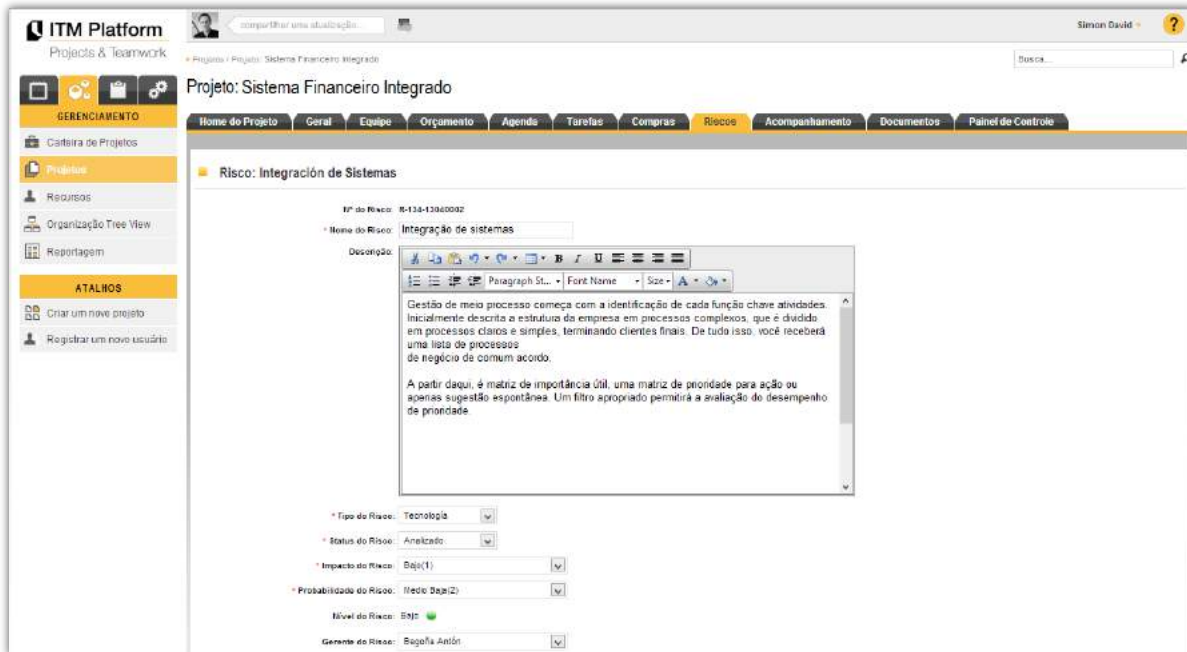 ITM Platform
Projects & Teamwork
compartilhar uma atualização...
Simon David
?
Projetos / Projeto: Sistema Financeiro Integrado
Busca...
Projeto: Sistema Financeiro Integrado
Home do Projeto Geral Equipe Orçamento Agenda Tarefas Compras Riscos Acompanhamento Documentos Painel de Controle
GERENCIAMENTO
Carteira de Projetos
Projetos
Recursos
Organização Tree View
Reportagem
ATALHOS
Criar um novo projeto
Registrar um novo usuário
Risco: Integración de Sistemas
Nº do Risco: R-134-13040002
* Nome do Risco: Integração de sistemas
Descrição:
B I U
Paragraph St... Font Name Size A
Gestão de meio processo começa com a identificação de cada função chave atividades.
Inicialmente descrita a estrutura da empresa em processos complexos, que é dividido
em processos claros e simples, terminando clientes finais. De tudo isso, você receberá
uma lista de processos
de negócio de comum acordo.
A partir daqui, é matriz de importância útil, uma matriz de prioridade para ação ou
apenas sugestão espontânea. Um filtro apropriado permitirá a avaliação do desempenho
de prioridade
* Tipo do Risco: Tecnología
* Status do Risco: Analizado
* Impacto do Risco: Bajo(1)
* Probabilidade do Risco: Medio Baja(2)
Nível do Risco: Bajo
Gerente do Risco: Begoña Antón